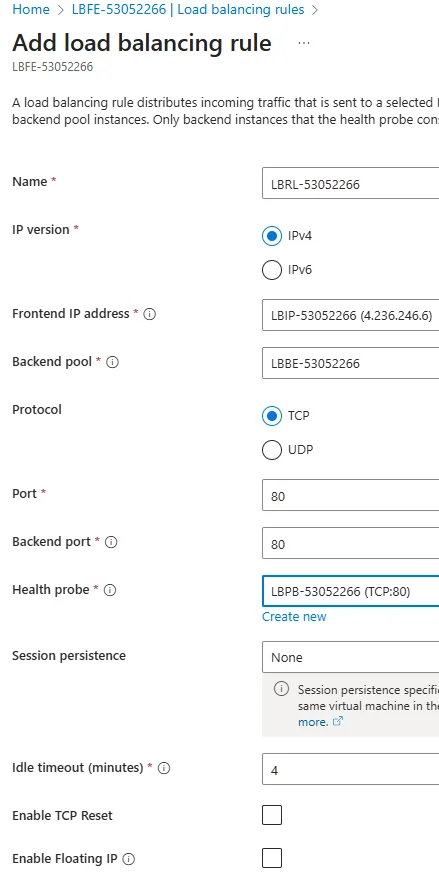 Home > LBFE-53052266 | Load balancing rules >
Add load balancing rule ...
LBFE-53052266
A load balancing rule distributes incoming traffic that is sent to a selected
backend pool instances. Only backend instances that the health probe
Name *
LBRL-53052266
IP version *
IPv4
IPv6
Frontend IP address *
LBIP-53052266 (4.236.246.6)
Backend pool *
LBBE-53052266
Protocol
TCP
UDP
Port *
80
Backend port *
80
Health probe *
LBPB-53052266 (TCP:80)
Create new
Session persistence
None
Session persistence
same virtual machine in the
more.
Idle timeout (minutes) *
4
Enable TCP Reset
Enable Floating IP